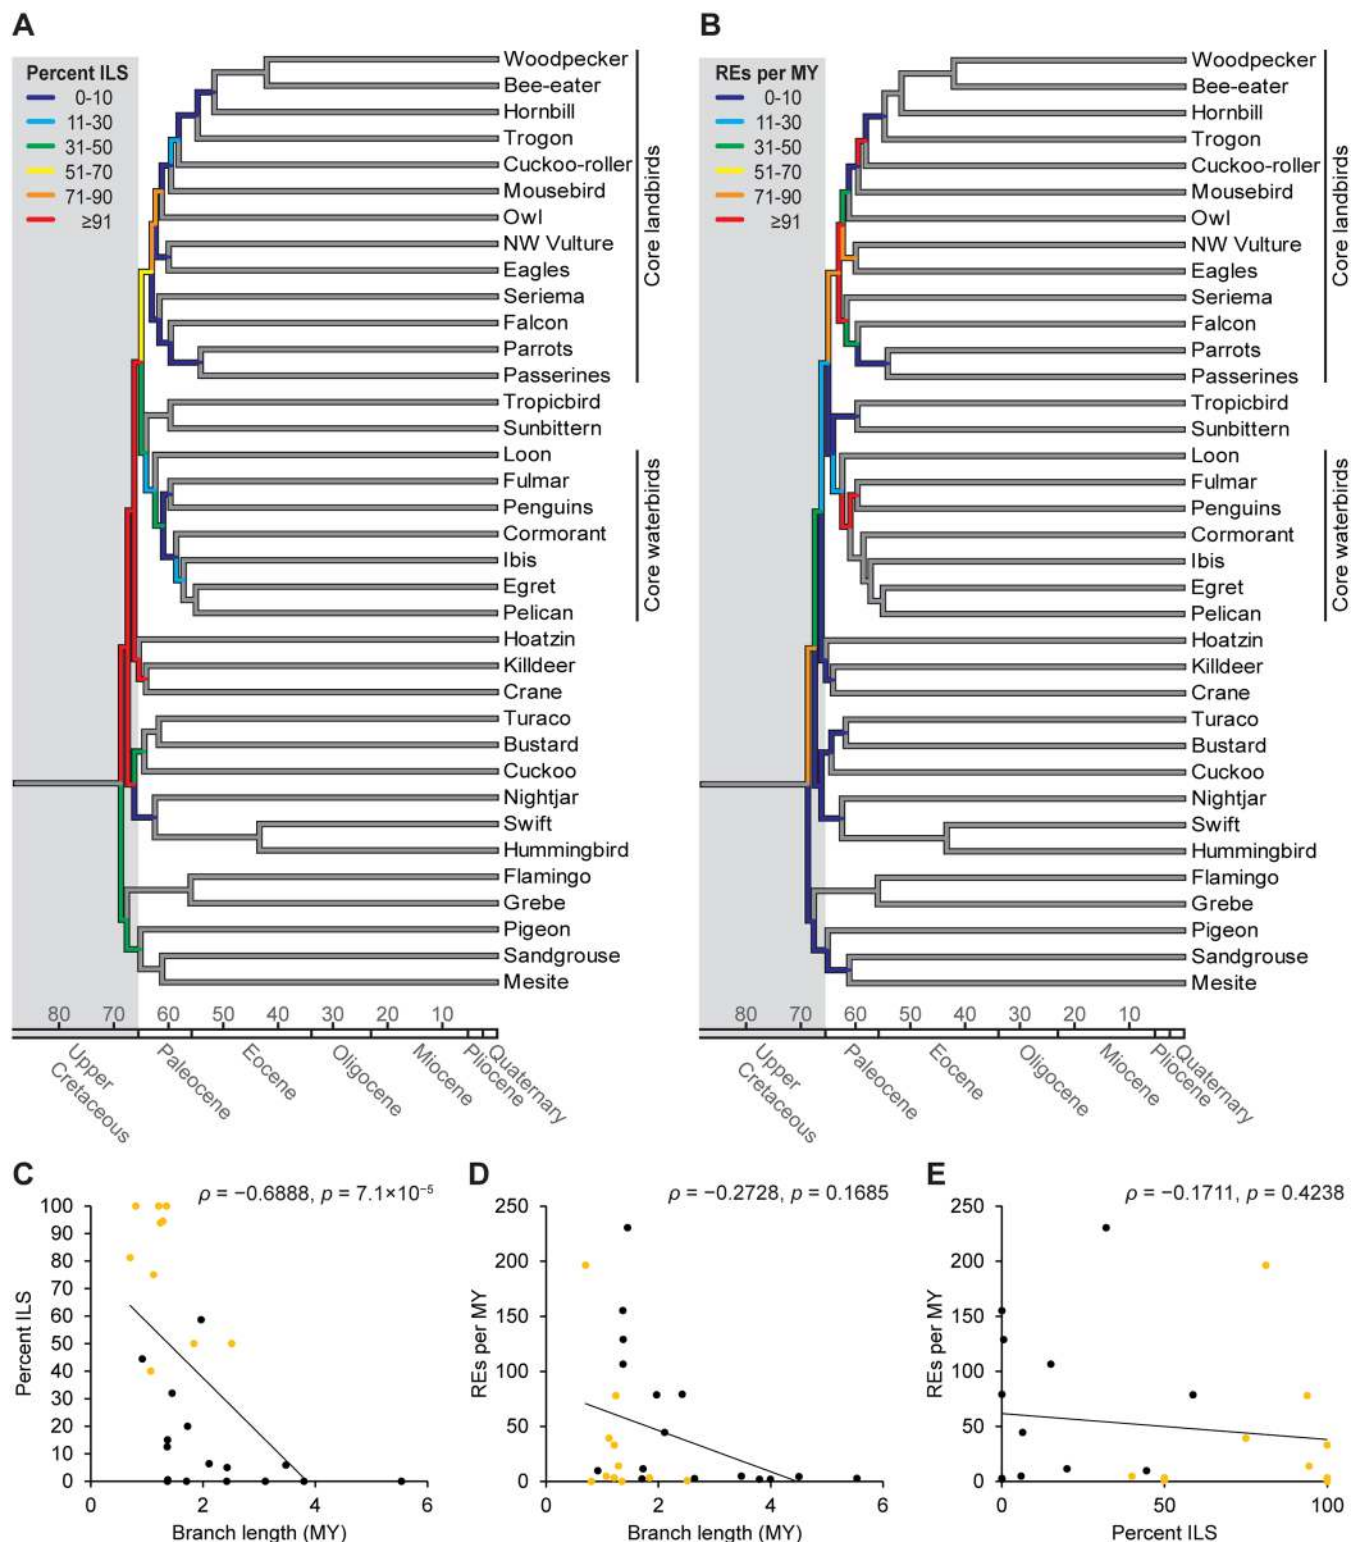 A
Percent ILS
0-10
11-30
31-50
51-70
71-90
≥91
Woodpecker
Bee-eater
Hornbill
Trogon
Cuckoo-roller
Mousebird
Owl
NW Vulture
Eagles
Seriema
Falcon
Parrots
Passerines
Tropicbird
Sunbittern
Loon
Fulmar
Penguins
Cormorant
Ibis
Egret
Pelican
Hoatzin
Killdeer
Crane
Turaco
Bustard
Cuckoo
Nightjar
Swift
Hummingbird
Flamingo
Grebe
Pigeon
Sandgrouse
Mesite
Core landbirds
Core waterbirds
80 70 60 50 40 30 20 10
Upper
Cretaceous
Paleocene
Eocene
Oligocene
Miocene
Pliocene
Quaternary
B
REs per MY
0-10
11-30
31-50
51-70
71-90
≥91
Woodpecker
Bee-eater
Hornbill
Trogon
Cuckoo-roller
Mousebird
Owl
NW Vulture
Eagles
Seriema
Falcon
Parrots
Passerines
Tropicbird
Sunbittern
Loon
Fulmar
Penguins
Cormorant
Ibis
Egret
Pelican
Hoatzin
Killdeer
Crane
Turaco
Bustard
Cuckoo
Nightjar
Swift
Hummingbird
Flamingo
Grebe
Pigeon
Sandgrouse
Mesite
Core landbirds
Core waterbirds
80 70 60 50 40 30 20 10
Upper
Cretaceous
Paleocene
Eocene
Oligocene
Miocene
Pliocene
Quaternary
C
ρ = −0.6888, p = 7.1×10⁻⁵
Percent ILS
100
90
80
70
60
50
40
30
20
10
0
0 2 4 6
Branch length (MY)
D
ρ = −0.2728, p = 0.1685
REs per MY
250
200
150
100
50
0
0 2 4 6
Branch length (MY)
E
ρ = −0.1711, p = 0.4238
REs per MY
250
200
150
100
50
0
0 50 100
Percent ILS